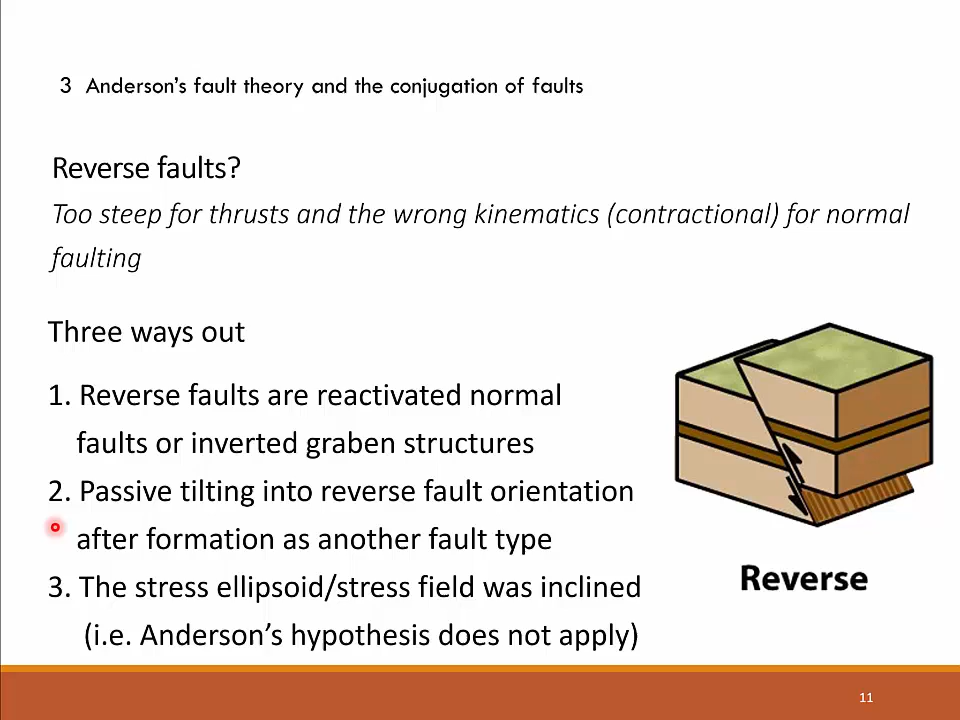 3 Anderson’s fault theory and the conjugation of faults
Reverse faults?
Too steep for thrusts and the wrong kinematics (contractional) for normal
faulting
Three ways out
1. Reverse faults are reactivated normal
faults or inverted graben structures
2. Passive tilting into reverse fault orientation
after formation as another fault type
3. The stress ellipsoid/stress field was inclined
(i.e. Anderson’s hypothesis does not apply)
Reverse
11